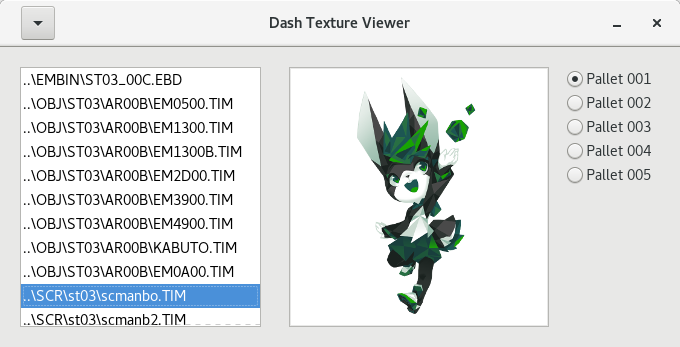 Dash Texture Viewer
..\EMBIN\ST03_00C.EBD
..\OBJ\ST03\AR00B\EM0500.TIM
..\OBJ\ST03\AR00B\EM1300.TIM
..\OBJ\ST03\AR00B\EM1300B.TIM
..\OBJ\ST03\AR00B\EM2D00.TIM
..\OBJ\ST03\AR00B\EM3900.TIM
..\OBJ\ST03\AR00B\EM4900.TIM
..\OBJ\ST03\AR00B\KABUTO.TIM
..\OBJ\ST03\AR00B\EM0A00.TIM
..\SCR\st03\scmanbo.TIM
..\SCR\st03\scmanb2.TIM
Pallet 001
Pallet 002
Pallet 003
Pallet 004
Pallet 005